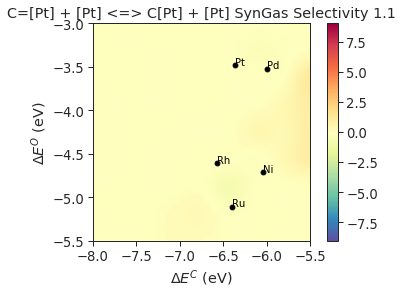 C=[Pt] + [Pt] <=> C[Pt] + [Pt] SynGas Selectivity 1.1
−3.0
−3.5
−4.0
−4.5
−5.0
−5.5
ΔE^O (eV)
Pt
Pd
Rh
Ni
Ru
−8.0 −7.5 −7.0 −6.5 −6.0 −5.5
ΔE^C (eV)
7.5
5.0
2.5
0.0
−2.5
−5.0
−7.5